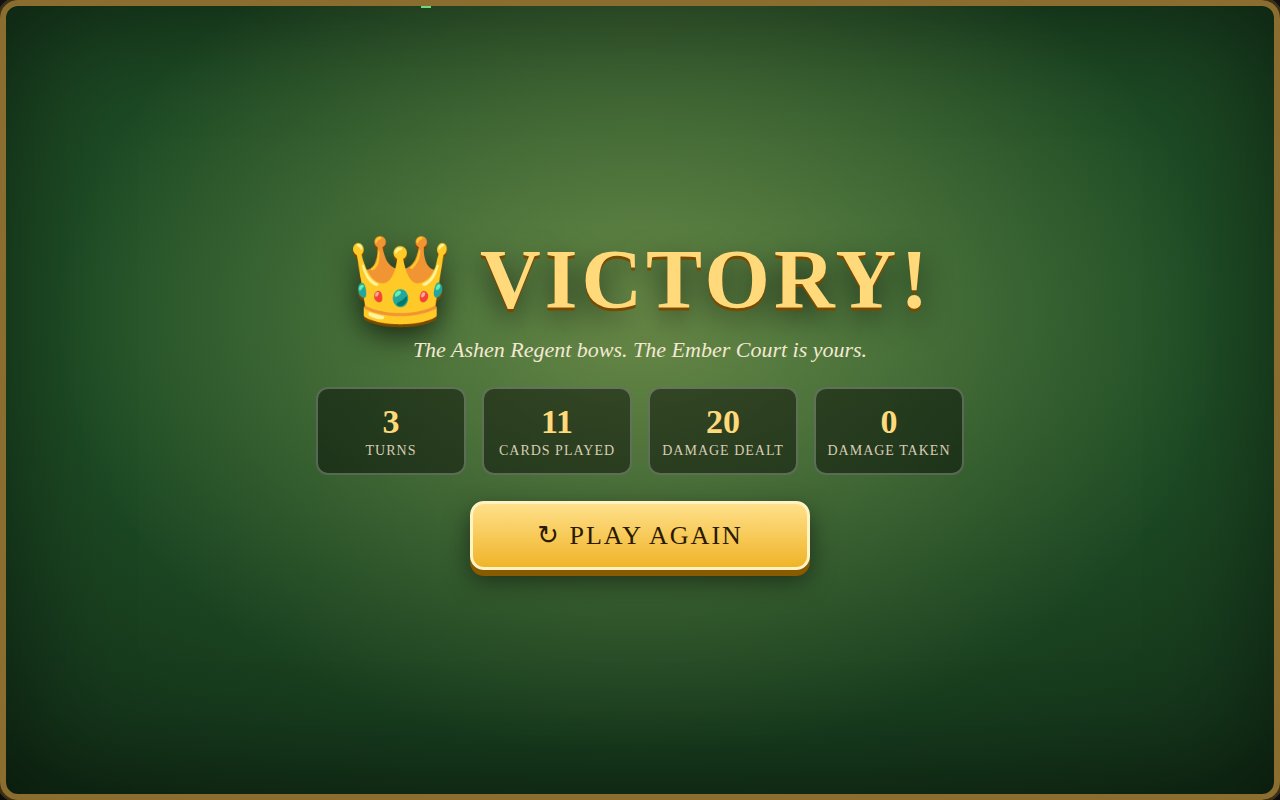 👑 VICTORY!
The Ashen Regent bows. The Ember Court is yours.
3 11 20 0
TURNS CARDS PLAYED DAMAGE DEALT DAMAGE TAKEN
↻ PLAY AGAIN